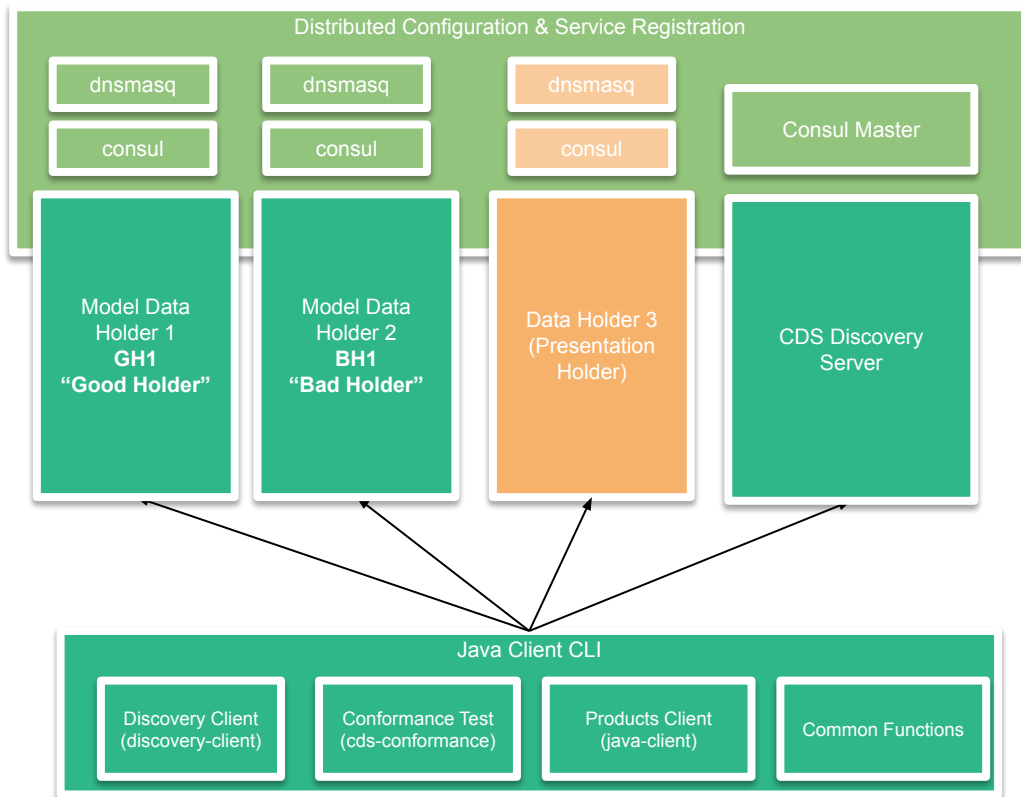 Distributed Configuration & Service Registration
dnsmasq
dnsmasq
dnsmasq
Consul Master
consul
consul
consul
Model Data
Holder 1
GH1
“Good Holder”
Model Data
Holder 2
BH1
“Bad Holder”
Data Holder 3
(Presentation
Holder)
CDS Discovery
Server
Java Client CLI
Discovery Client
(discovery-client)
Conformance Test
(cds-conformance)
Products Client
(java-client)
Common Functions